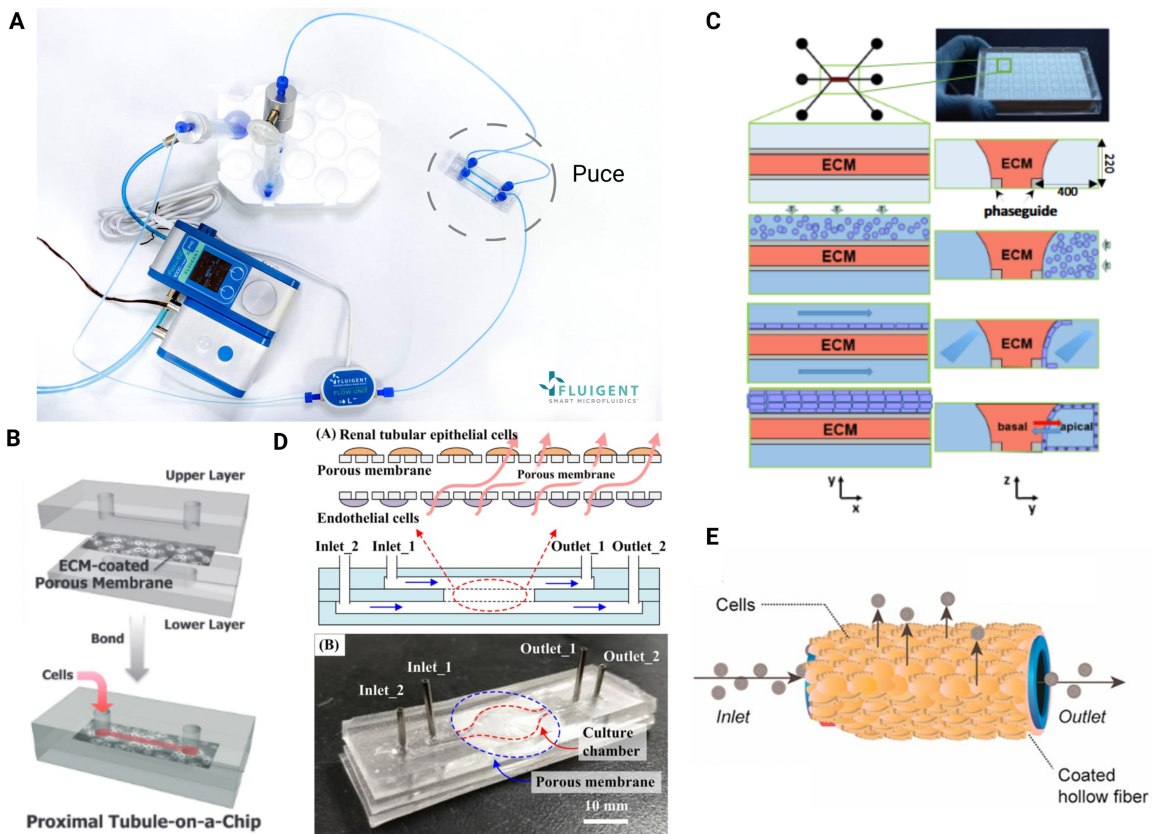 A
Puce
FLUIGENT
FLOW UNIT
L
FLUIGENT
SMART MICROFLUIDICS
B
Upper Layer
ECM-coated
Porous Membrane
Lower Layer
Bond
Cells
Proximal Tubule-on-a-Chip
C
ECM
ECM
220
400
phaseguide
ECM
ECM
ECM
ECM
ECM
basal
apical
y
x
z
y
D
(A) Renal tubular epithelial cells
Porous membrane
Porous membrane
Endothelial cells
Inlet_2
Inlet_1
Outlet_1
Outlet_2
(B)
Inlet_2
Inlet_1
Outlet_1
Outlet_2
Culture
chamber
Porous membrane
10 mm
E
Cells
Inlet
Outlet
Coated
hollow fiber